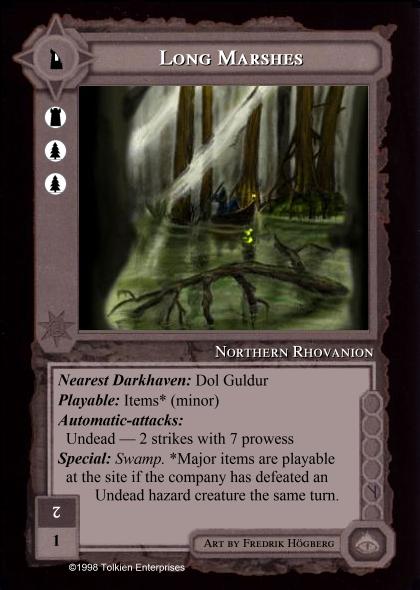 Long Marshes
Northern Rhovanion
Nearest Darkhaven: Dol Guldur
Playable: Items* (minor)
Automatic-attacks:
Undead — 2 strikes with 7 prowess
Special: Swamp. *Major items are playable
at the site if the company has defeated an
Undead hazard creature the same turn.
2
1
Art by Fredrik Högberg
©1998 Tolkien Enterprises